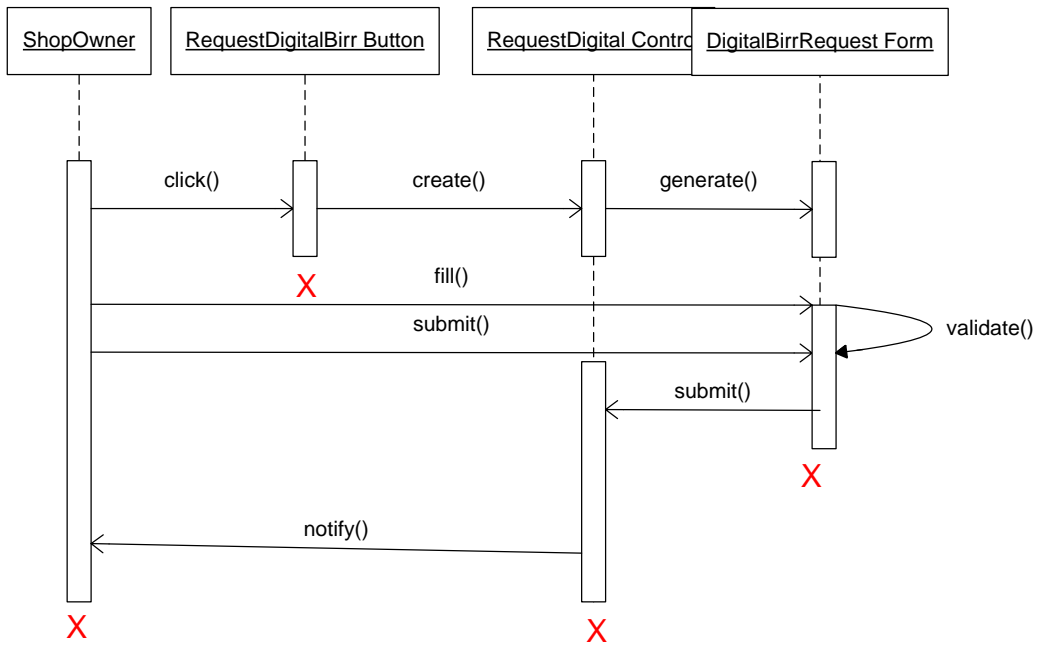 ShopOwner
RequestDigitalBirr Button
RequestDigital Contro
DigitalBirrRequest Form
click()
create()
generate()
X
fill()
submit()
validate()
submit()
X
notify()
X
X